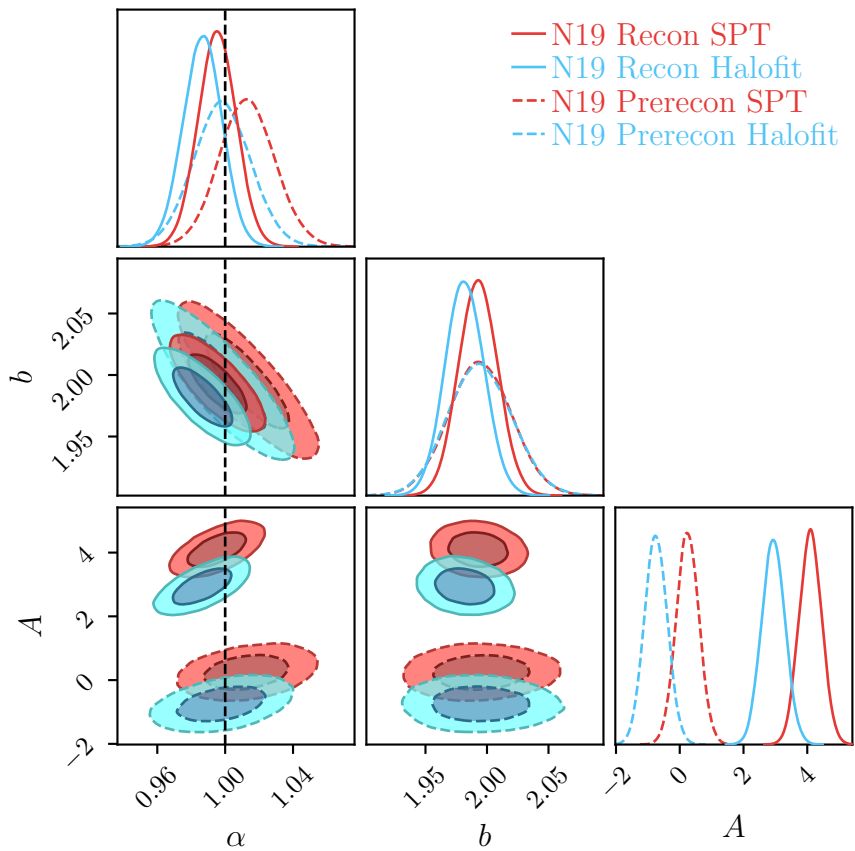 N19 Recon SPT
N19 Recon Halofit
N19 Prerecon SPT
N19 Prerecon Halofit
2.05
2.00
1.95
b
4
2
0
−2
A
0.96
1.00
1.04
α
1.95
2.00
2.05
b
−2
0
2
4
A